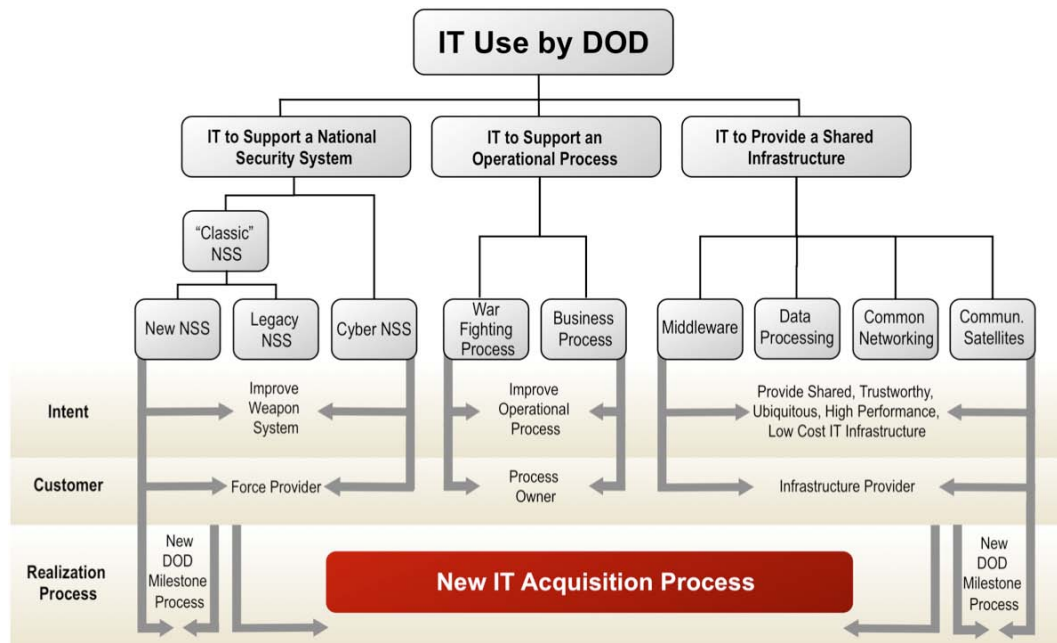 IT Use by DOD
IT to Support a National
Security System
IT to Support an
Operational Process
IT to Provide a Shared
Infrastructure
“Classic”
NSS
New NSS
Legacy
NSS
Cyber NSS
War
Fighting
Process
Business
Process
Middleware
Data
Processing
Common
Networking
Commun.
Satellites
Intent
Improve
Weapon
System
Improve
Operational
Process
Provide Shared, Trustworthy,
Ubiquitous, High Performance,
Low Cost IT Infrastructure
Customer
Force Provider
Process
Owner
Infrastructure Provider
Realization
Process
New
DOD
Milestone
Process
New IT Acquisition Process
New
DOD
Milestone
Process